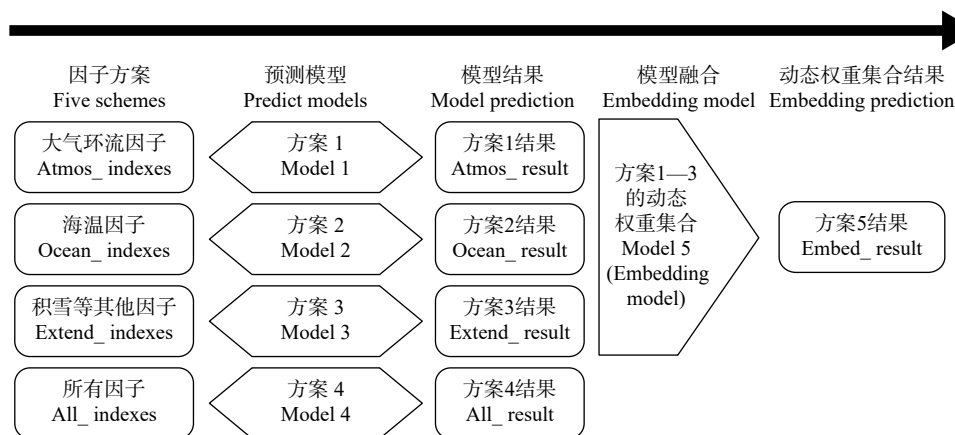 因子方案
Five schemes
预测模型
Predict models
模型结果
Model prediction
模型融合
Embedding model
动态权重集合结果
Embedding prediction
大气环流因子
Atmos_ indexes
方案 1
Model 1
方案1结果
Atmos_ result
海温因子
Ocean_ indexes
方案 2
Model 2
方案2结果
Ocean_ result
积雪等其他因子
Extend_ indexes
方案 3
Model 3
方案3结果
Extend_ result
所有因子
All_ indexes
方案 4
Model 4
方案4结果
All_ result
方案1—3
的动态
权重集合
Model 5
(Embedding
model)
方案5结果
Embed_ result